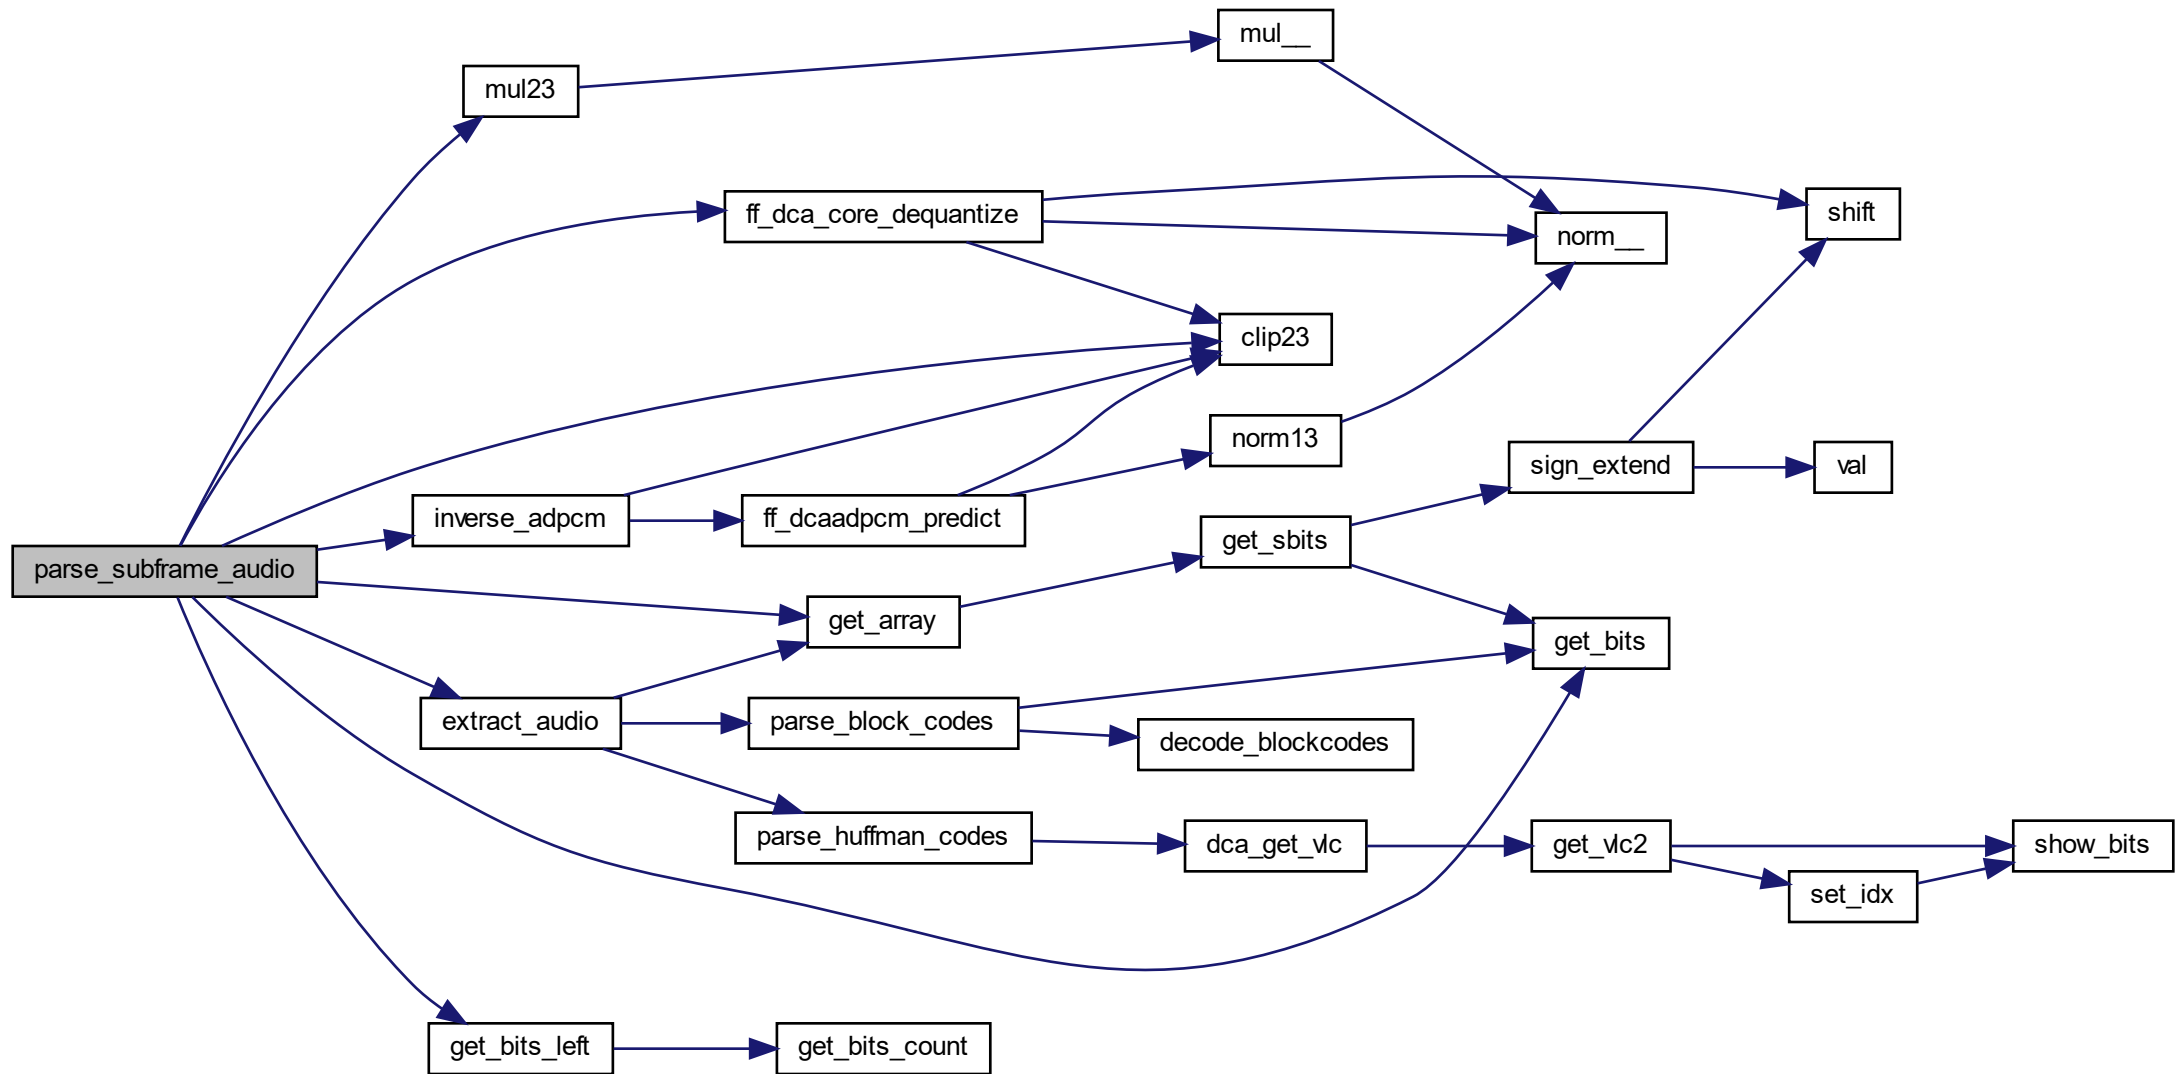 mul__
mul23
ff_dca_core_dequantize
shift
norm__
clip23
norm13
sign_extend
val
inverse_adpcm
ff_dcaadpcm_predict
get_sbits
parse_subframe_audio
get_array
get_bits
extract_audio
parse_block_codes
decode_blockcodes
parse_huffman_codes
dca_get_vlc
get_vlc2
show_bits
set_idx
get_bits_left
get_bits_count